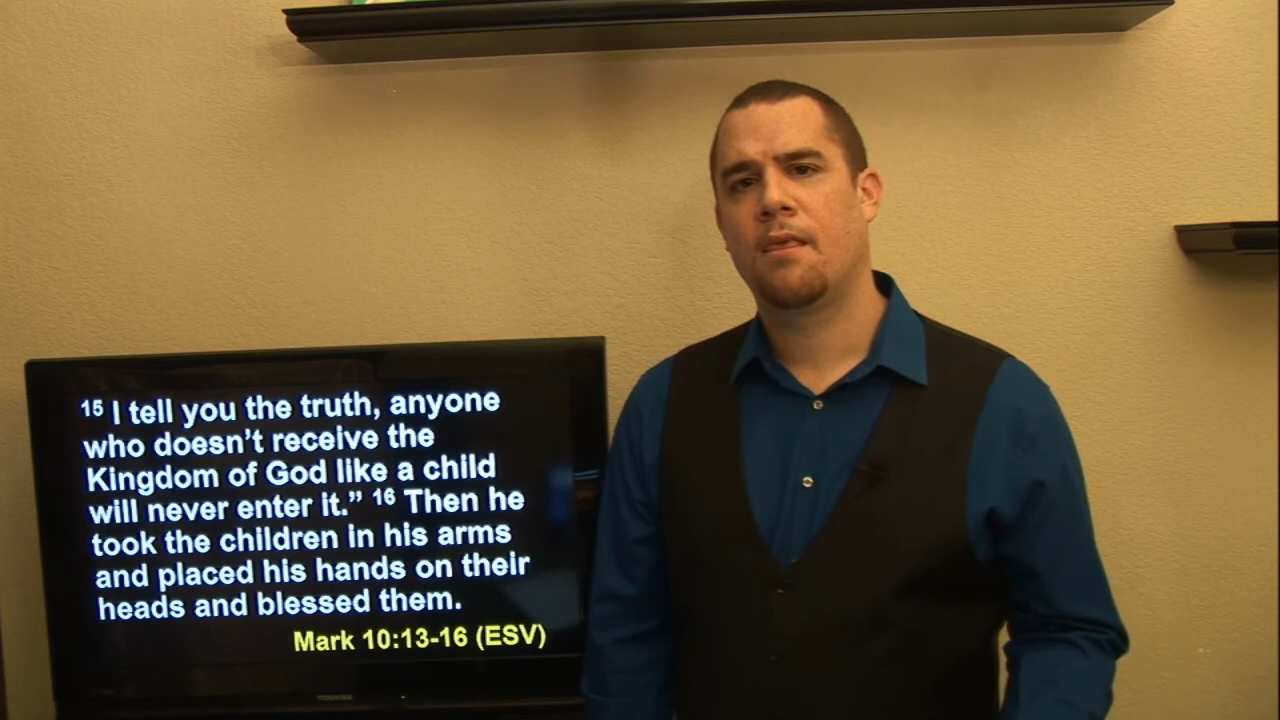 15 I tell you the truth, anyone
who doesn't receive the
Kingdom of God like a child
will never enter it.” 16 Then he
took the children in his arms
and placed his hands on their
heads and blessed them.
Mark 10:13-16 (ESV)
TOSHIBA